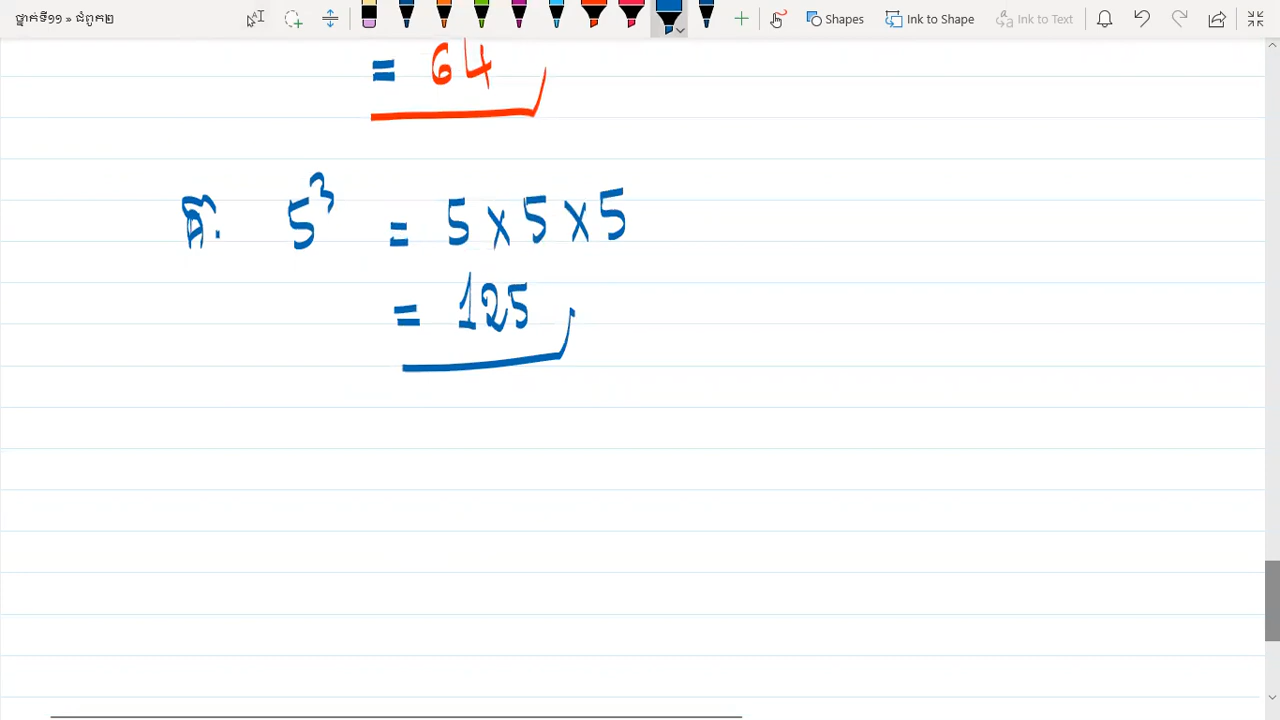 ថ្នាក់ទី១១ » ជំពូក២
Shapes
Ink to Shape
Ink to Text
= 64
5³ = 5 x 5 x 5
= 125